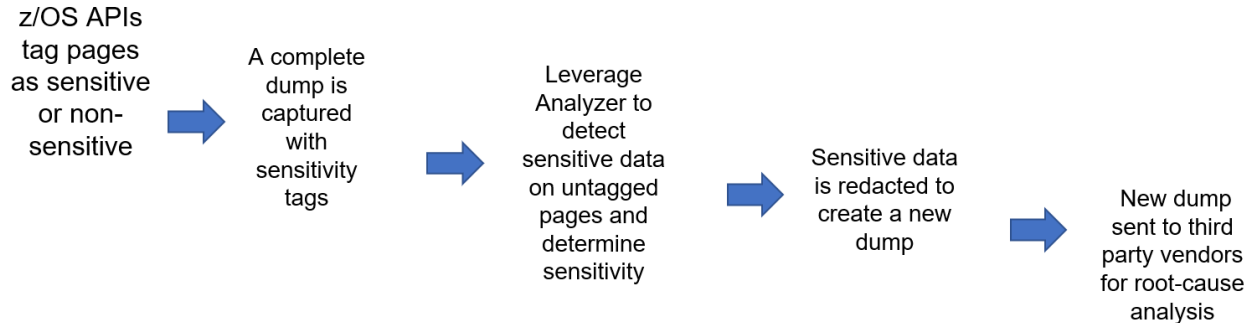 z/OS APIs
tag pages
as sensitive
or non-
sensitive
A complete
dump is
captured
with
sensitivity
tags
Leverage
Analyzer to
detect
sensitive data
on untagged
pages and
determine
sensitivity
Sensitive data
is redacted to
create a new
dump
New dump
sent to third
party vendors
for root-cause
analysis